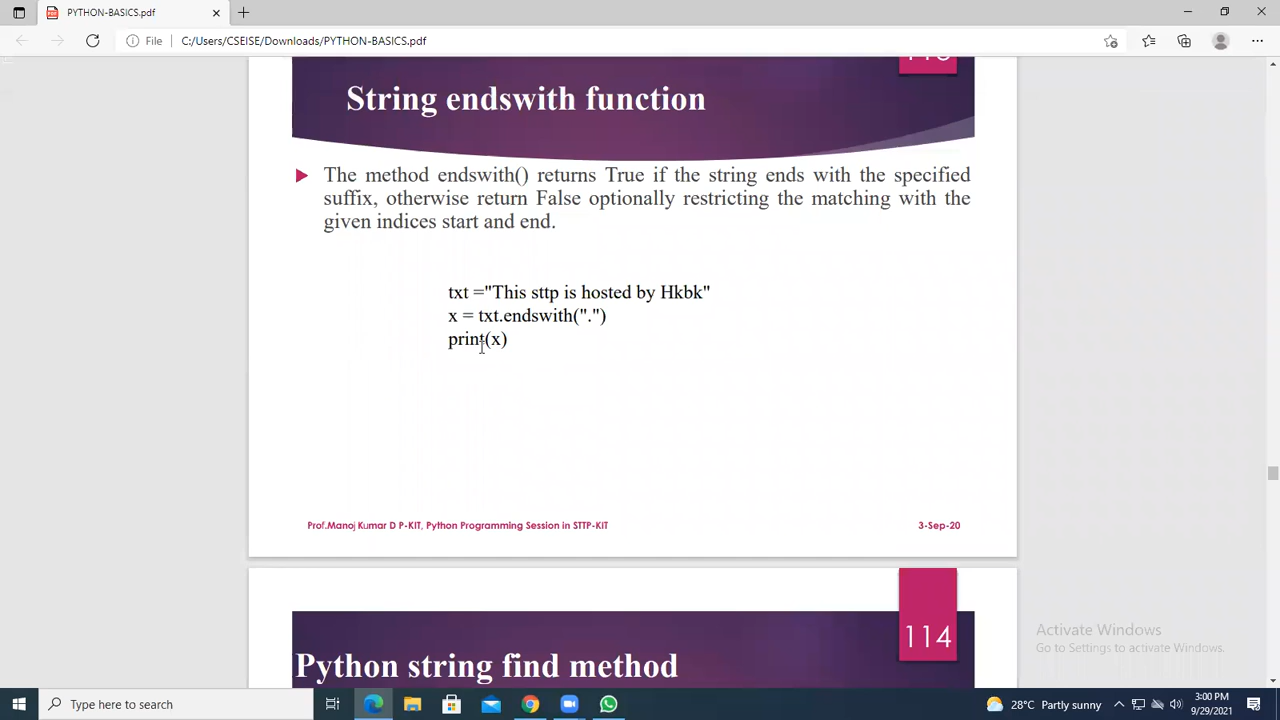 PYTHON-BASICS.pdf
File
C:/Users/CSEISE/Downloads/PYTHON-BASICS.pdf
String endswith function
The method endswith() returns True if the string ends with the specified
suffix, otherwise return False optionally restricting the matching with the
given indices start and end.
txt ="This sttp is hosted by Hkbk"
x = txt.endswith(".")
print(x)
Prof.Manoj Kumar D P-KIT, Python Programming Session in STTP-KIT
3-Sep-20
114
Python string find method
Activate Windows
Go to Settings to activate Windows.
Type here to search
28°C Partly sunny
3:00 PM
9/29/2021